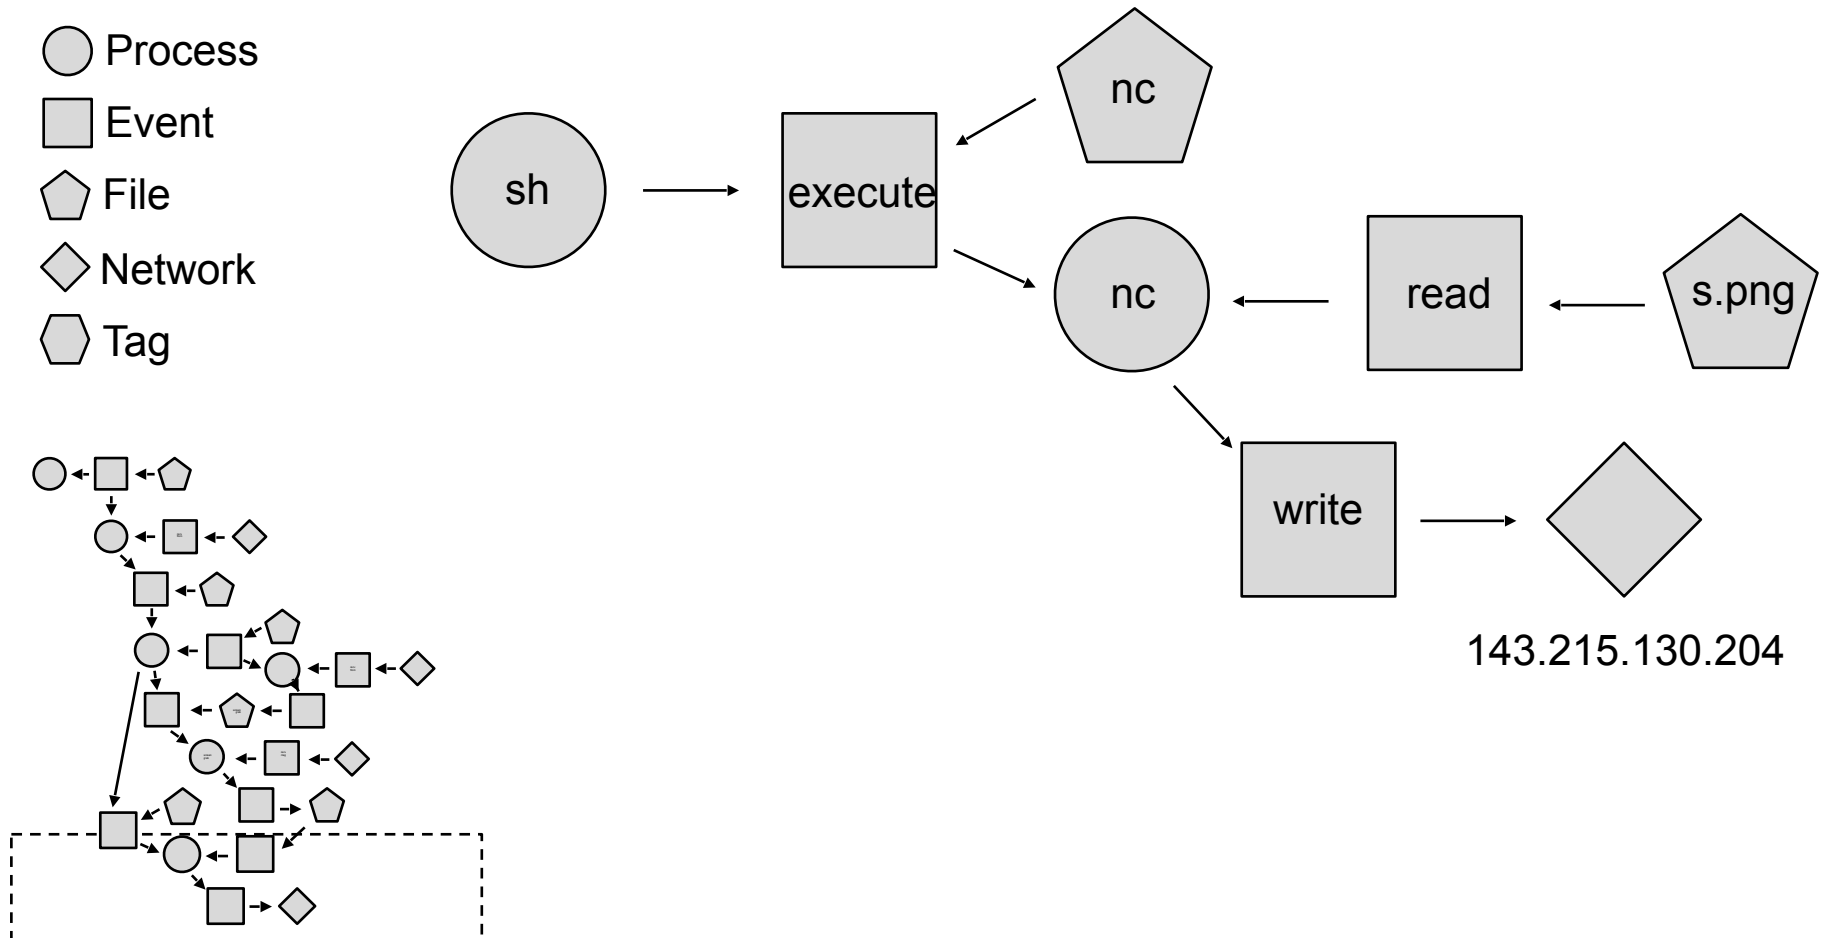 Process
Event
File
Network
Tag
nc
sh
execute
nc
read
s.png
write
143.215.130.204